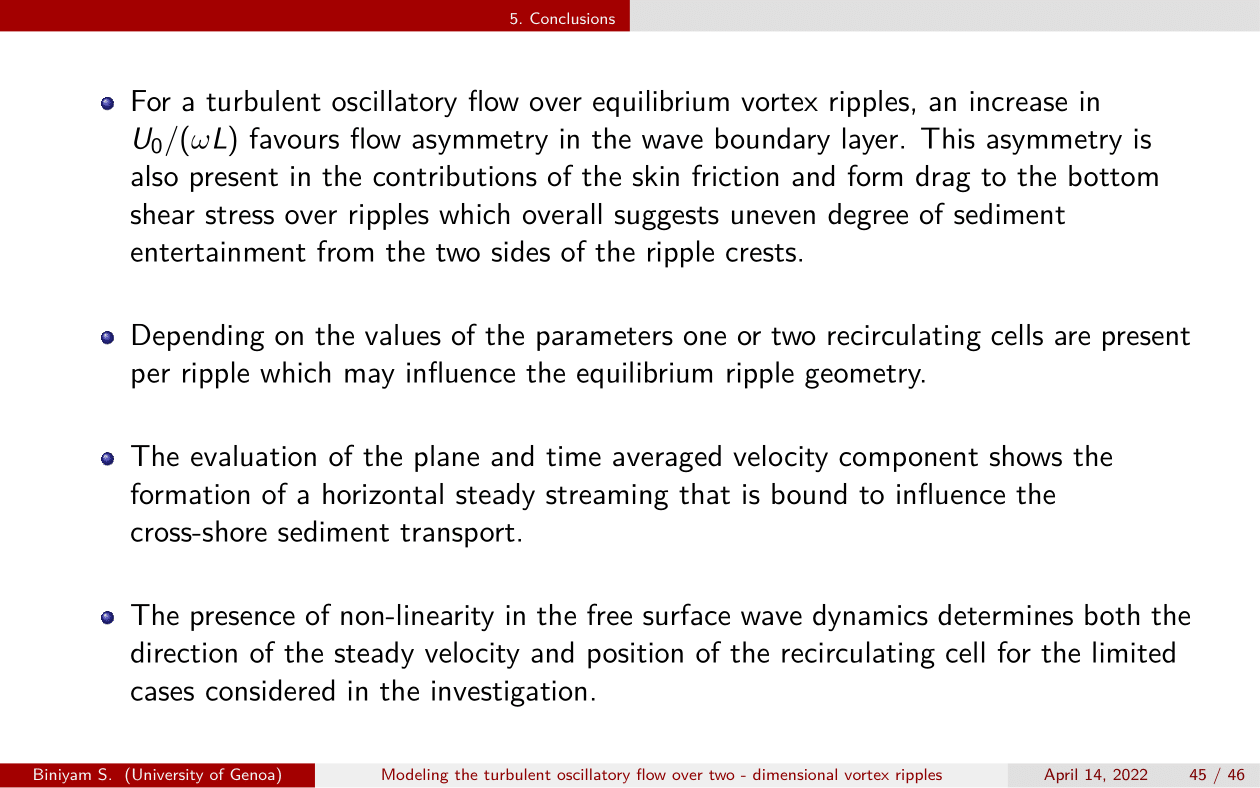 5. Conclusions
For a turbulent oscillatory flow over equilibrium vortex ripples, an increase in
U₀/(ωL) favours flow asymmetry in the wave boundary layer. This asymmetry is
also present in the contributions of the skin friction and form drag to the bottom
shear stress over ripples which overall suggests uneven degree of sediment
entertainment from the two sides of the ripple crests.
Depending on the values of the parameters one or two recirculating cells are present
per ripple which may influence the equilibrium ripple geometry.
The evaluation of the plane and time averaged velocity component shows the
formation of a horizontal steady streaming that is bound to influence the
cross-shore sediment transport.
The presence of non-linearity in the free surface wave dynamics determines both the
direction of the steady velocity and position of the recirculating cell for the limited
cases considered in the investigation.
Biniyam S. (University of Genoa) Modeling the turbulent oscillatory flow over two - dimensional vortex ripples April 14, 2022 45 / 46